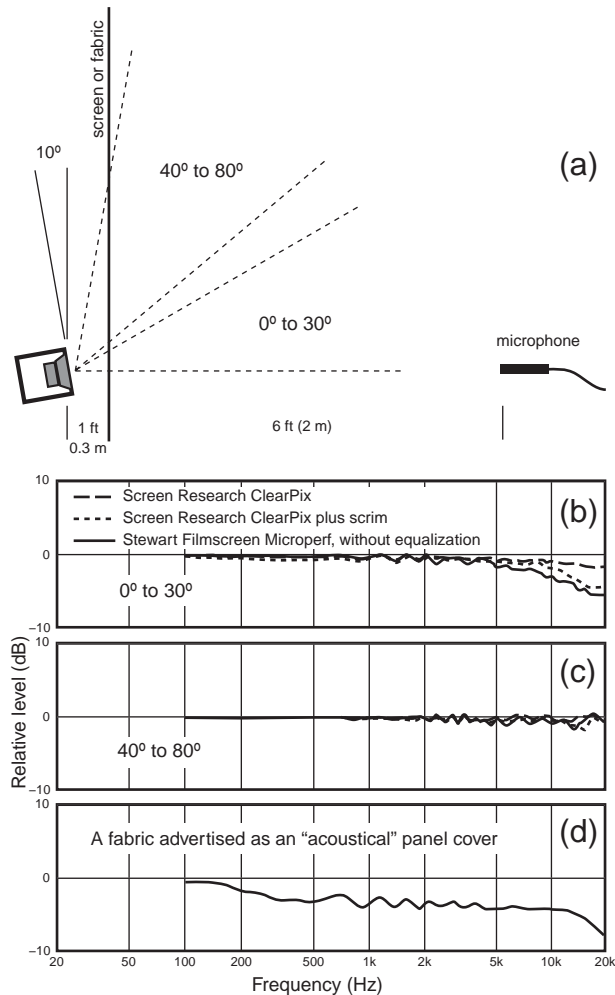 screen or fabric
(a)
10º
40º to 80º
0º to 30º
microphone
1 ft
0.3 m
6 ft (2 m)
10
0
–10
Screen Research ClearPix
Screen Research ClearPix plus scrim
Stewart Filmscreen Microperf, without equalization
(b)
0º to 30º
10
0
–10
(c)
40º to 80º
Relative level (dB)
10
0
–10
A fabric advertised as an “acoustical” panel cover
(d)
20 50 100 200 500 1k 2k 5k 10k 20k
Frequency (Hz)